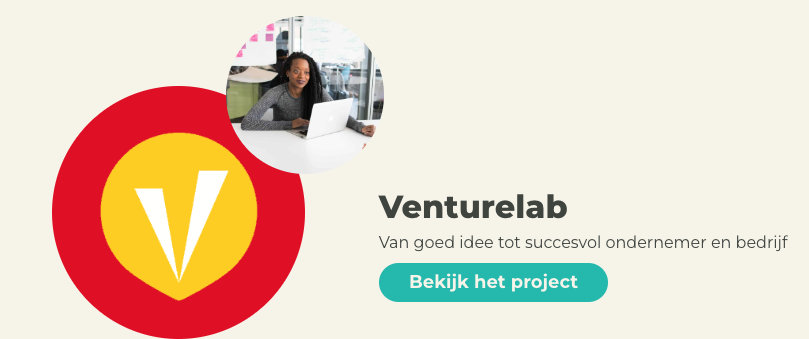 Venturelab
Van goed idee tot succesvol ondernemer en bedrijf
Bekijk het project